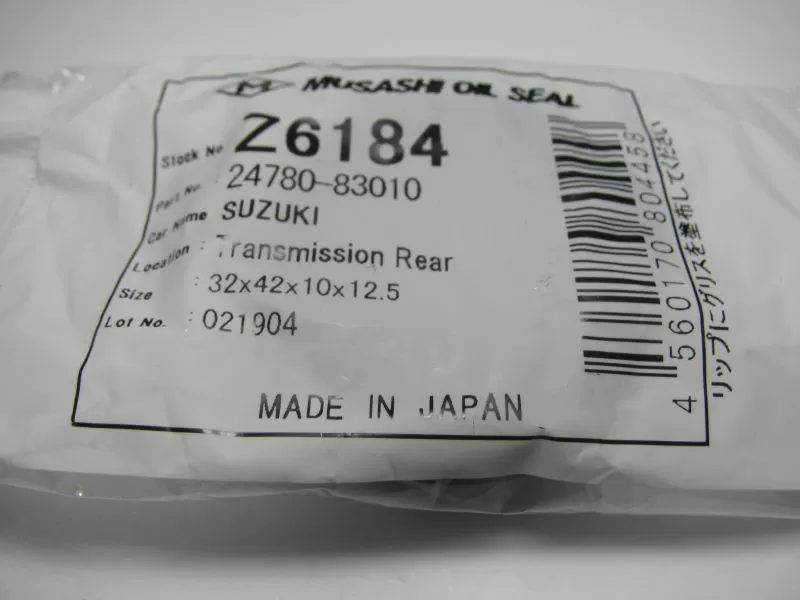 M MUSASHI OIL SEAL
Stock No. Z6184
Part No. : 24780-83010
Car Name SUZUKI
Location : Transmission Rear
Size : 32x42x10x12.5
Lot No. : 021904
MADE IN JAPAN
4 560170 804458
リップにグリスを塗布してください